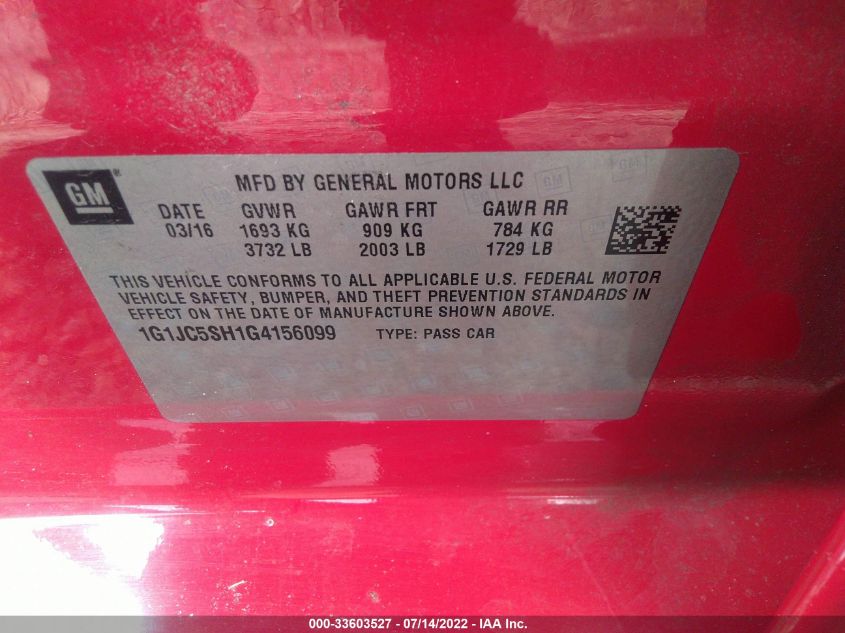 GM
MFD BY GENERAL MOTORS LLC
DATE GVWR GAWR FRT GAWR RR
03/16 1693 KG 909 KG 784 KG
3732 LB 2003 LB 1729 LB
THIS VEHICLE CONFORMS TO ALL APPLICABLE U.S. FEDERAL MOTOR
VEHICLE SAFETY, BUMPER, AND THEFT PREVENTION STANDARDS IN
EFFECT ON THE DATE OF MANUFACTURE SHOWN ABOVE.
1G1JC5SH1G4156099 TYPE: PASS CAR
000-33603527 - 07/14/2022 - IAA Inc.